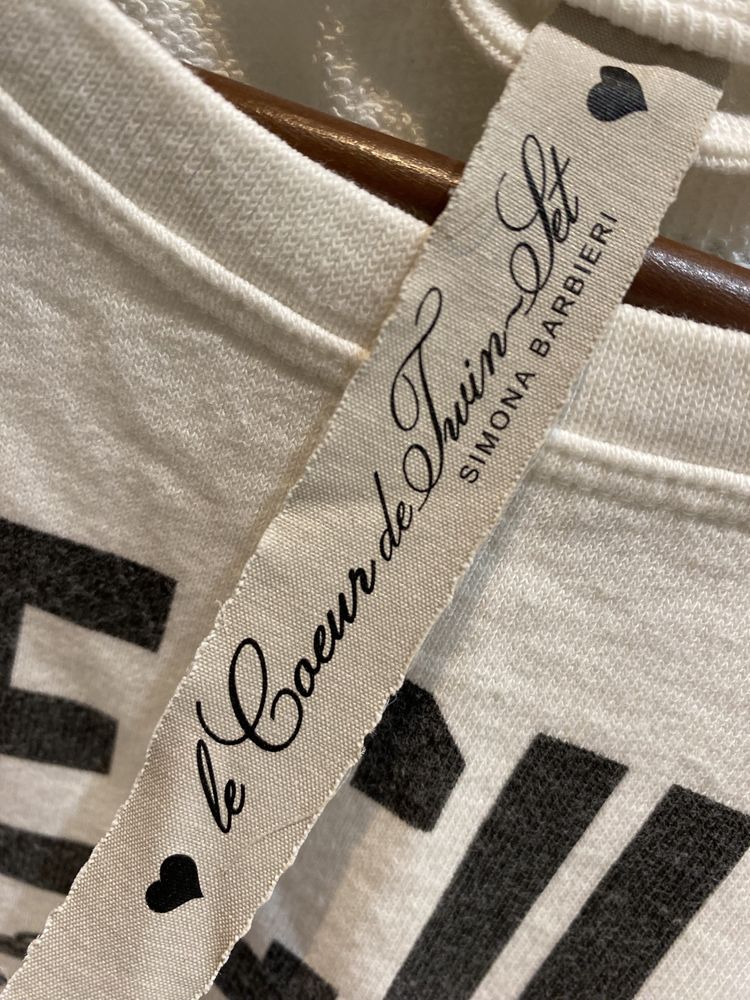 le Coeur de Twin-Set
SIMONA BARBIERI